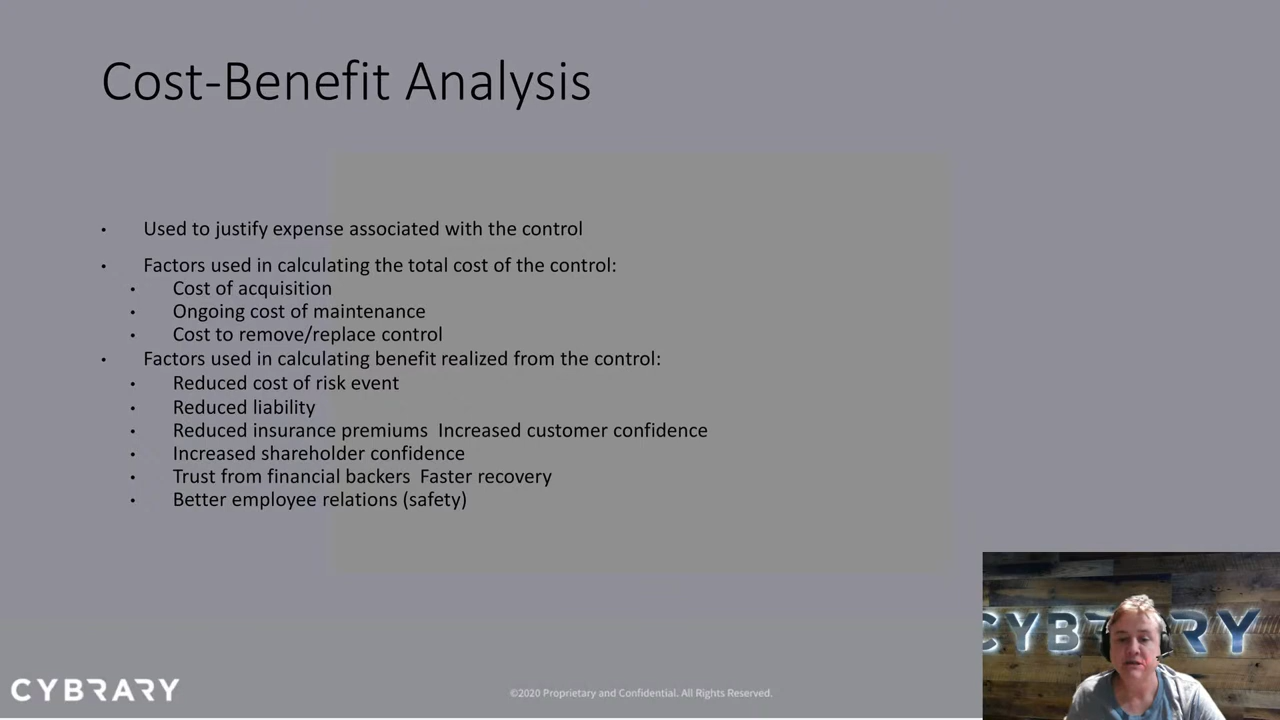 Cost-Benefit Analysis
• Used to justify expense associated with the control
• Factors used in calculating the total cost of the control:
• Cost of acquisition
• Ongoing cost of maintenance
• Cost to remove/replace control
• Factors used in calculating benefit realized from the control:
• Reduced cost of risk event
• Reduced liability
• Reduced insurance premiums  Increased customer confidence
• Increased shareholder confidence
• Trust from financial backers  Faster recovery
• Better employee relations (safety)
CYBRARY
CYBRARY
©2020 Proprietary and Confidential. All Rights Reserved.